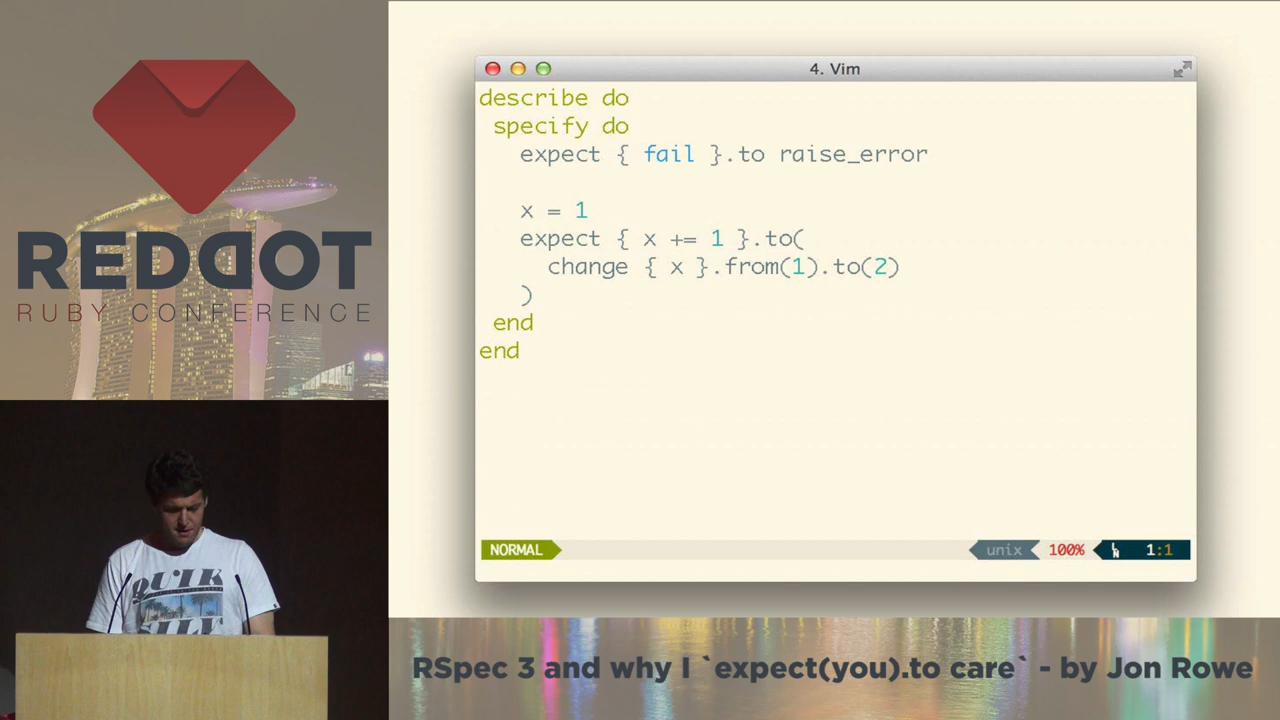 REDDOT
RUBY CONFERENCE
4. Vim
describe do
specify do
expect { fail }.to raise_error
x = 1
expect { x += 1 }.to(
change { x }.from(1).to(2)
)
end
end
NORMAL
unix
100%
1:1
QUIK
RSpec 3 and why I `expect(you).to care` - by Jon Rowe